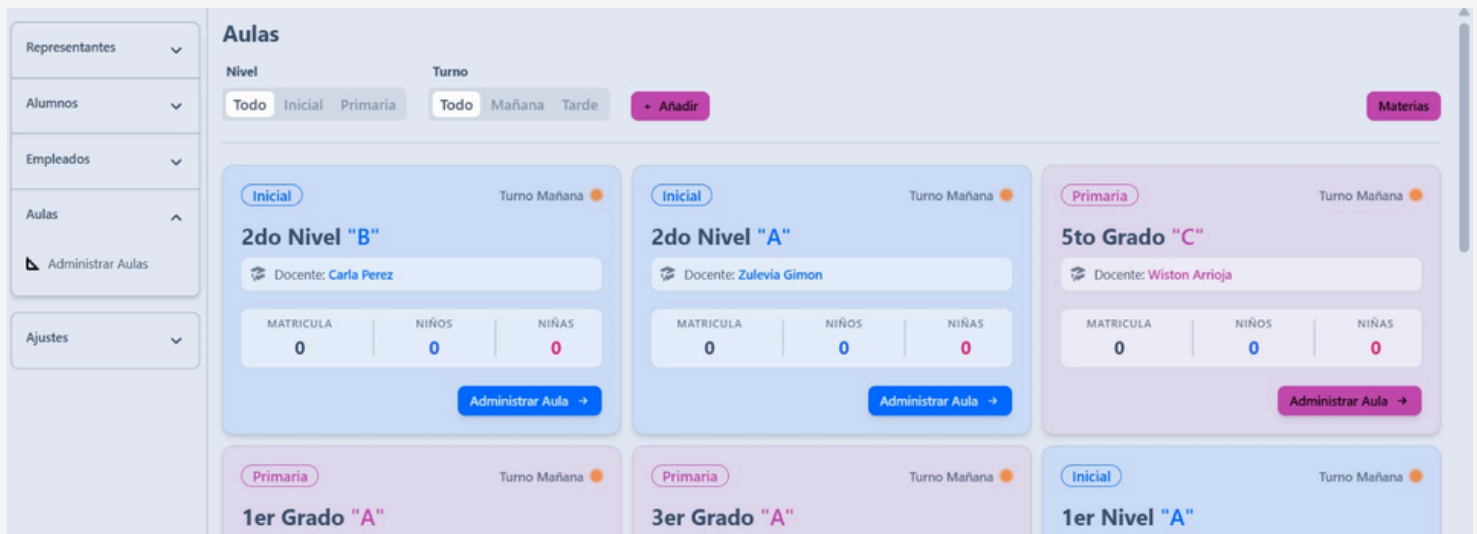 Representantes
Alumnos
Empleados
Aulas
Administrar Aulas
Ajustes
Aulas
Nivel
Todo Inicial Primaria
Turno
Todo Mañana Tarde
+ Añadir
Materias
Inicial Turno Mañana
2do Nivel "B"
Docente: Carla Perez
MATRICULA NIÑOS NIÑAS
0 0 0
Administrar Aula →
Inicial Turno Mañana
2do Nivel "A"
Docente: Zulevia Gimon
MATRICULA NIÑOS NIÑAS
0 0 0
Administrar Aula →
Primaria Turno Mañana
5to Grado "C"
Docente: Wiston Arrioja
MATRICULA NIÑOS NIÑAS
0 0 0
Administrar Aula →
Primaria Turno Mañana
1er Grado "A"
Primaria Turno Mañana
3er Grado "A"
Inicial Turno Mañana
1er Nivel "A"